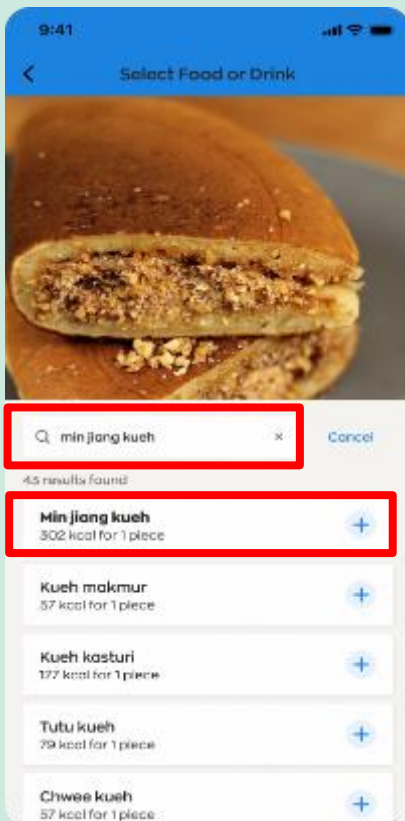 9:41
Select Food or Drink
min jiang kueh
Cancel
43 results found
Min jiang kueh
302 kcal for 1 piece
Kueh makmur
57 kcal for 1 piece
Kueh kasturi
177 kcal for 1 piece
Tutu kueh
79 kcal for 1 piece
Chwee kueh
57 kcal for 1 piece